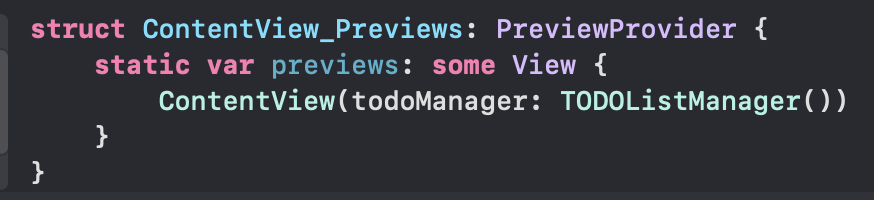 struct ContentView_Previews: PreviewProvider {
    static var previews: some View {
        ContentView(todoManager: TODOListManager())
    }
}